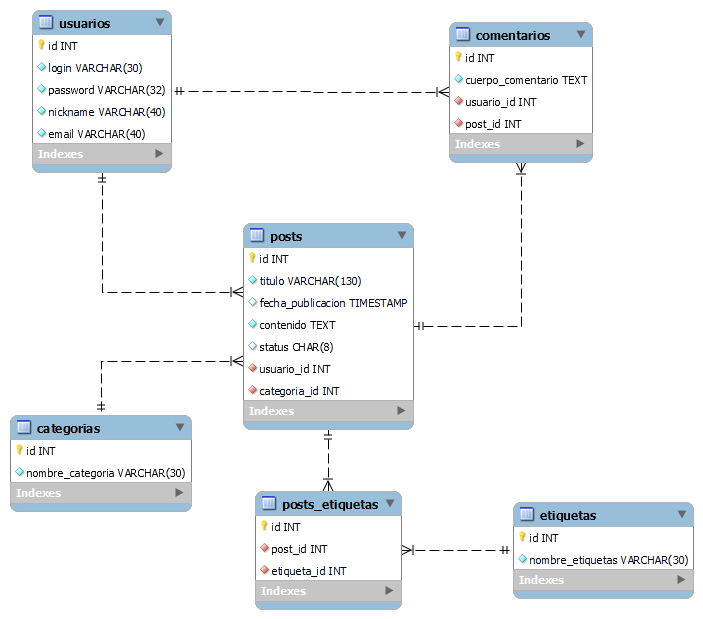 usuarios
id INT
login VARCHAR(30)
password VARCHAR(32)
nickname VARCHAR(40)
email VARCHAR(40)
Indexes
comentarios
id INT
cuerpo_comentario TEXT
usuario_id INT
post_id INT
Indexes
posts
id INT
titulo VARCHAR(130)
fecha_publicacion TIMESTAMP
contenido TEXT
status CHAR(8)
usuario_id INT
categoria_id INT
Indexes
categorias
id INT
nombre_categoria VARCHAR(30)
Indexes
posts_etiquetas
id INT
post_id INT
etiqueta_id INT
Indexes
etiquetas
id INT
nombre_etiquetas VARCHAR(30)
Indexes